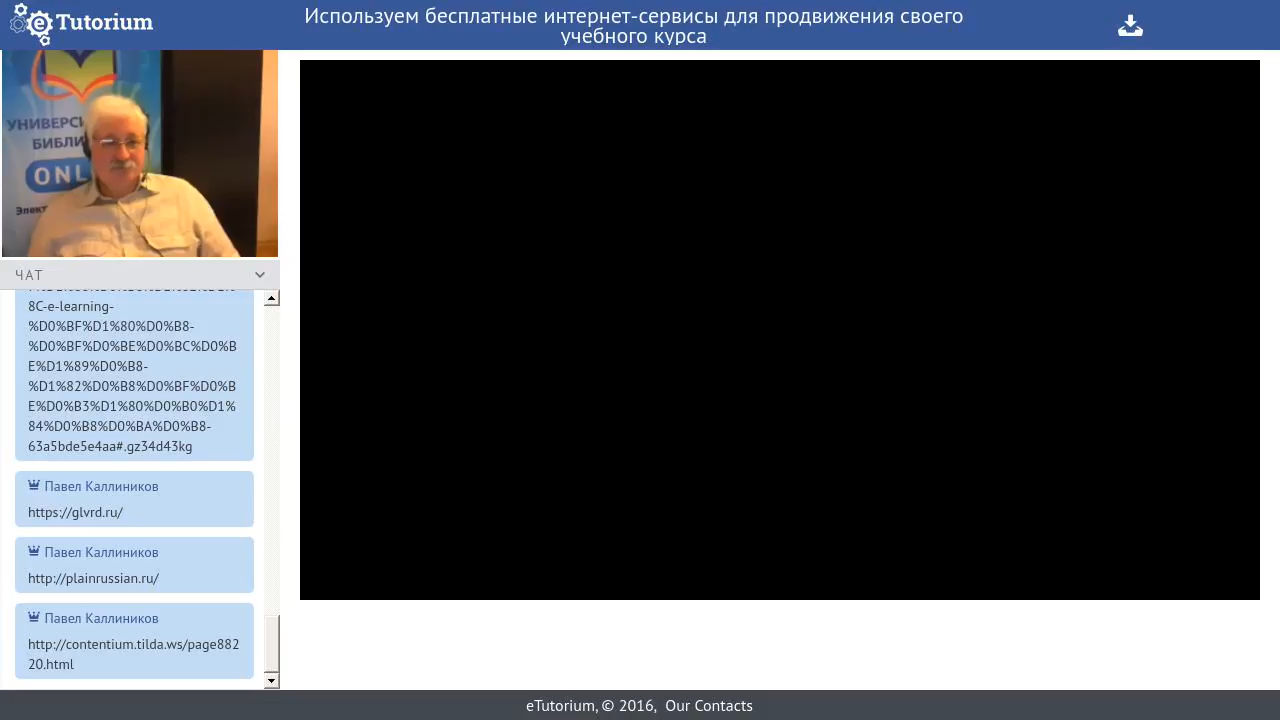 eTutorium
Используем бесплатные интернет-сервисы для продвижения своего
учебного курса
УНИВЕРСИ
БИБЛИ
ONL
Элект
ЧАТ
8C-e-learning-
%D0%BF%D1%80%D0%B8-
%D0%BF%D0%BE%D0%BC%D0%B
E%D1%89%D0%B8-
%D1%82%D0%B8%D0%BF%D0%B
E%D0%B3%D1%80%D0%B0%D1%
84%D0%B8%D0%BA%D0%B8-
63a5bde5e4aa#.gz34d43kg
Павел Каллиников
https://glvrd.ru/
Павел Каллиников
http://plainrussian.ru/
Павел Каллиников
http://contentium.tilda.ws/page882
20.html
eTutorium, © 2016,  Our Contacts